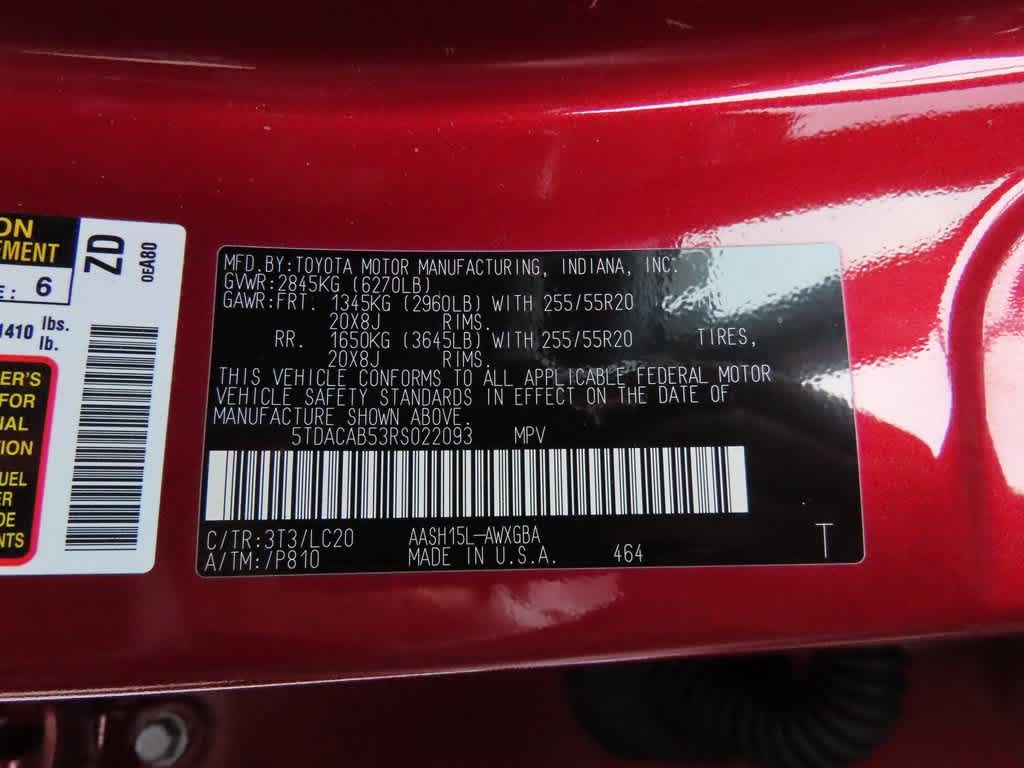 ON
EMENT
E: 6
1410 lbs.
lb.
ER'S
FOR
NAL
ION
UEL
ER
DE
NTS
ZD
0EA80
MFD. BY: TOYOTA MOTOR MANUFACTURING, INDIANA, INC.
GVWR: 2845KG (6270LB)
GAWR: FRT. 1345KG (2960LB) WITH 255/55R20
20X8J RIMS.
RR. 1650KG (3645LB) WITH 255/55R20 TIRES,
20X8J RIMS.
THIS VEHICLE CONFORMS TO ALL APPLICABLE FEDERAL MOTOR
VEHICLE SAFETY STANDARDS IN EFFECT ON THE DATE OF
MANUFACTURE SHOWN ABOVE.
5TDACAB53RS022093 MPV
C/TR: 3T3/LC20 AASH15L-AWXGBA
A/TM: /P810 MADE IN U.S.A. 464 T